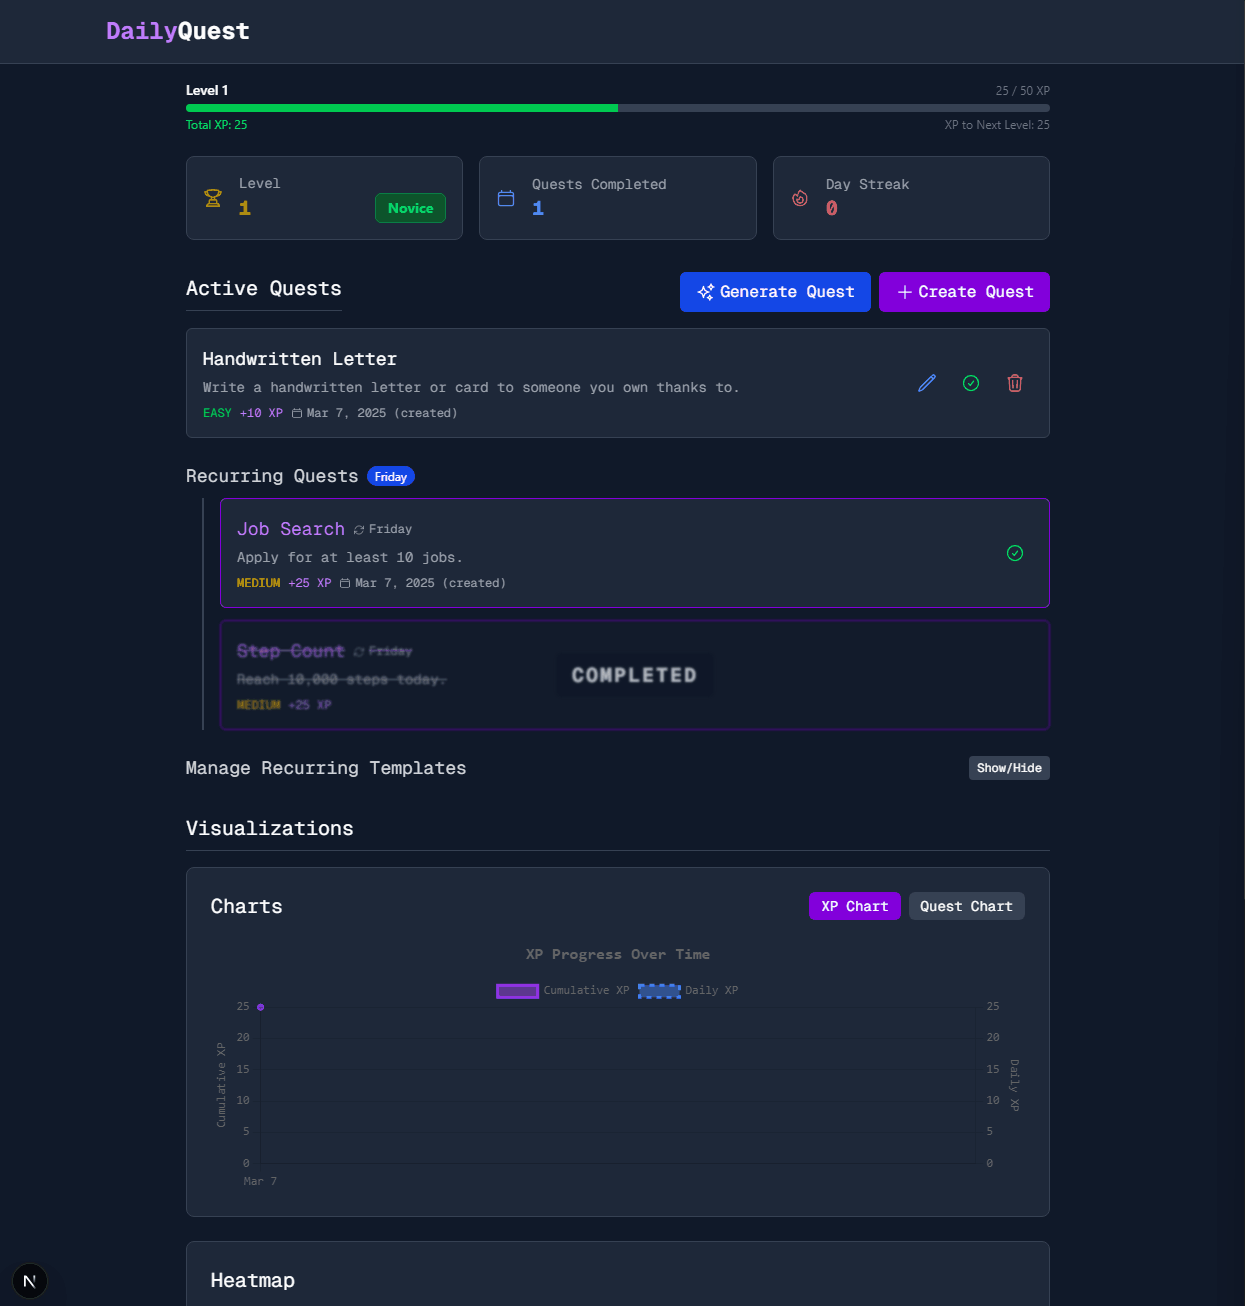 DailyQuest
Level 1
25 / 50 XP
Total XP: 25
XP to Next Level: 25
Level
1
Novice
Quests Completed
1
Day Streak
0
Active Quests
Generate Quest
Create Quest
Handwritten Letter
Write a handwritten letter or card to someone you own thanks to.
EASY +10 XP Mar 7, 2025 (created)
Recurring Quests Friday
Job Search Friday
Apply for at least 10 jobs.
MEDIUM +25 XP Mar 7, 2025 (created)
Step Count Friday
Reach 10,000 steps today.
MEDIUM +25 XP
COMPLETED
Manage Recurring Templates
Show/Hide
Visualizations
Charts
XP Chart
Quest Chart
XP Progress Over Time
Cumulative XP
Daily XP
25
20
15
10
5
0
Cumulative XP
25
20
15
10
5
0
Daily XP
Mar 7
Heatmap
N